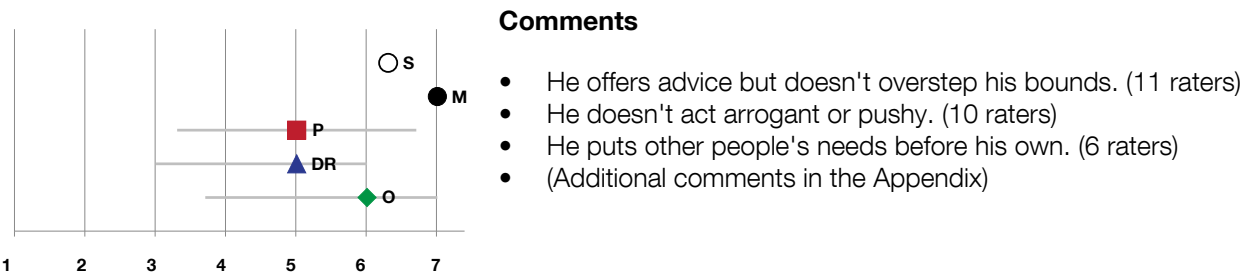 Comments
S
• He offers advice but doesn't overstep his bounds. (11 raters)
M
• He doesn't act arrogant or pushy. (10 raters)
P
• He puts other people's needs before his own. (6 raters)
DR
• (Additional comments in the Appendix)
O
1 2 3 4 5 6 7